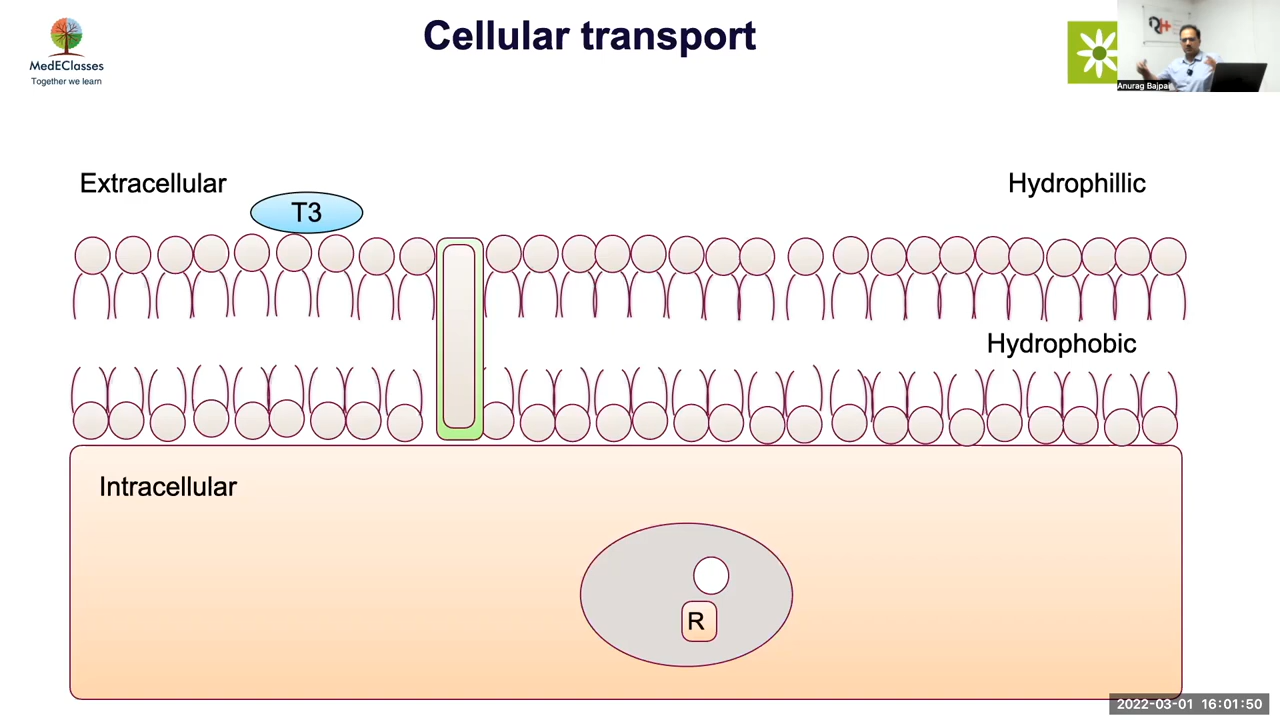 Cellular transport
MedEClasses
Together we learn
Anurag Bajpai
Extracellular
Hydrophillic
T3
Hydrophobic
Intracellular
R
2022-03-01 16:01:50